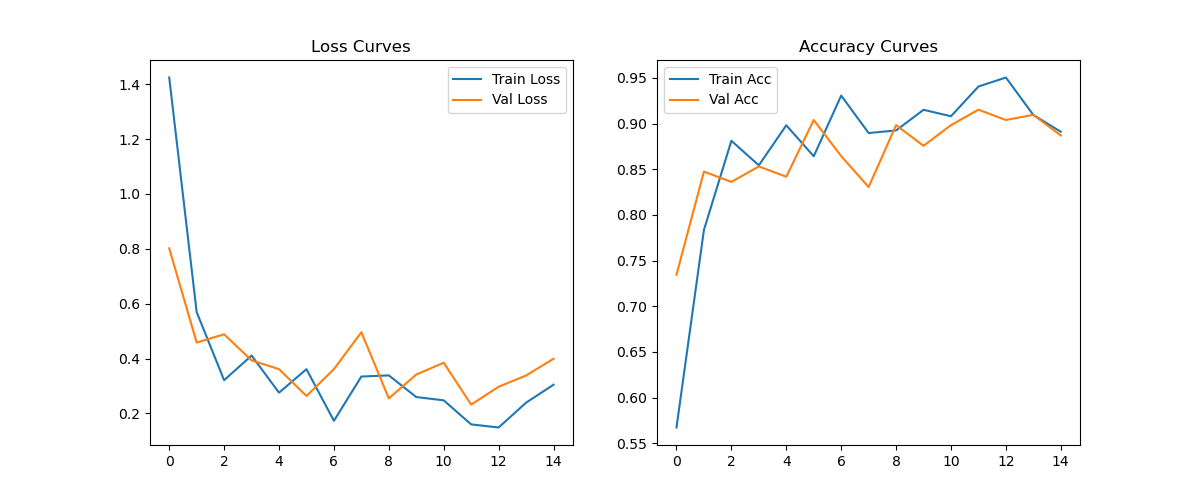 Loss Curves
Train Loss
Val Loss
1.4
1.2
1.0
0.8
0.6
0.4
0.2
0 2 4 6 8 10 12 14
Accuracy Curves
Train Acc
Val Acc
0.95
0.90
0.85
0.80
0.75
0.70
0.65
0.60
0.55
0 2 4 6 8 10 12 14